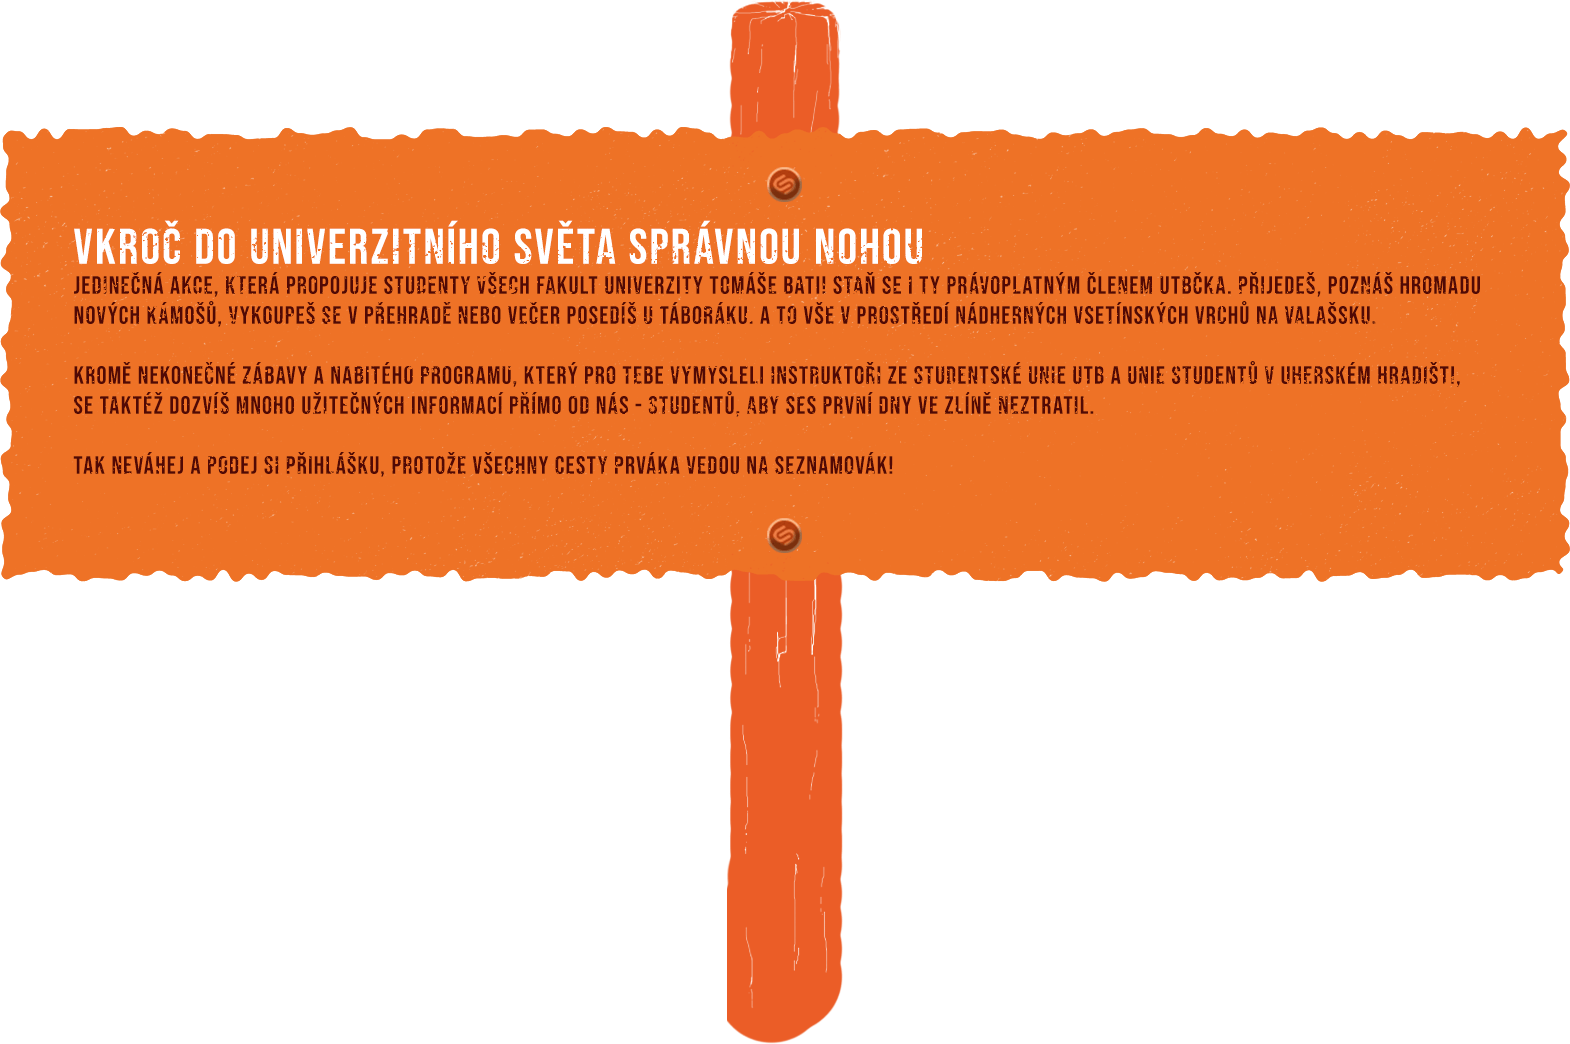 VKROČ DO UNIVERZITNÍHO SVĚTA SPRÁVNOU NOHOU
JEDINEČNÁ AKCE, KTERÁ PROPOJUJE STUDENTY VŠECH FAKULT UNIVERZITY TOMÁŠE BATI! STAŇ SE I TY PRÁVOPLATNÝM ČLENEM UTBČKA. PŘIJEDEŠ, POZNÁŠ HROMADU
NOVÝCH KÁMOŠŮ, VYKOUPEŠ SE V PŘEHRADĚ NEBO VEČER POSEDÍŠ U TÁBORÁKU. A TO VŠE V PROSTŘEDÍ NÁDHERNÝCH VSETÍNSKÝCH VRCHŮ NA VALAŠSKU.
KROMĚ NEKONEČNÉ ZÁBAVY A NABITÉHO PROGRAMU, KTERÝ PRO TEBE VYMYSLELI INSTRUKTOŘI ZE STUDENTSKÉ UNIE UTB A UNIE STUDENTŮ V UHERSKÉM HRADIŠTI,
SE TAKTÉŽ DOZVÍŠ MNOHO UŽITEČNÝCH INFORMACÍ PŘÍMO OD NÁS - STUDENTŮ, ABY SES PRVNÍ DNY VE ZLÍNĚ NEZTRATIL.
TAK NEVÁHEJ A PODEJ SI PŘIHLÁŠKU, PROTOŽE VŠECHNY CESTY PRVÁKA VEDOU NA SEZNAMOVÁK!